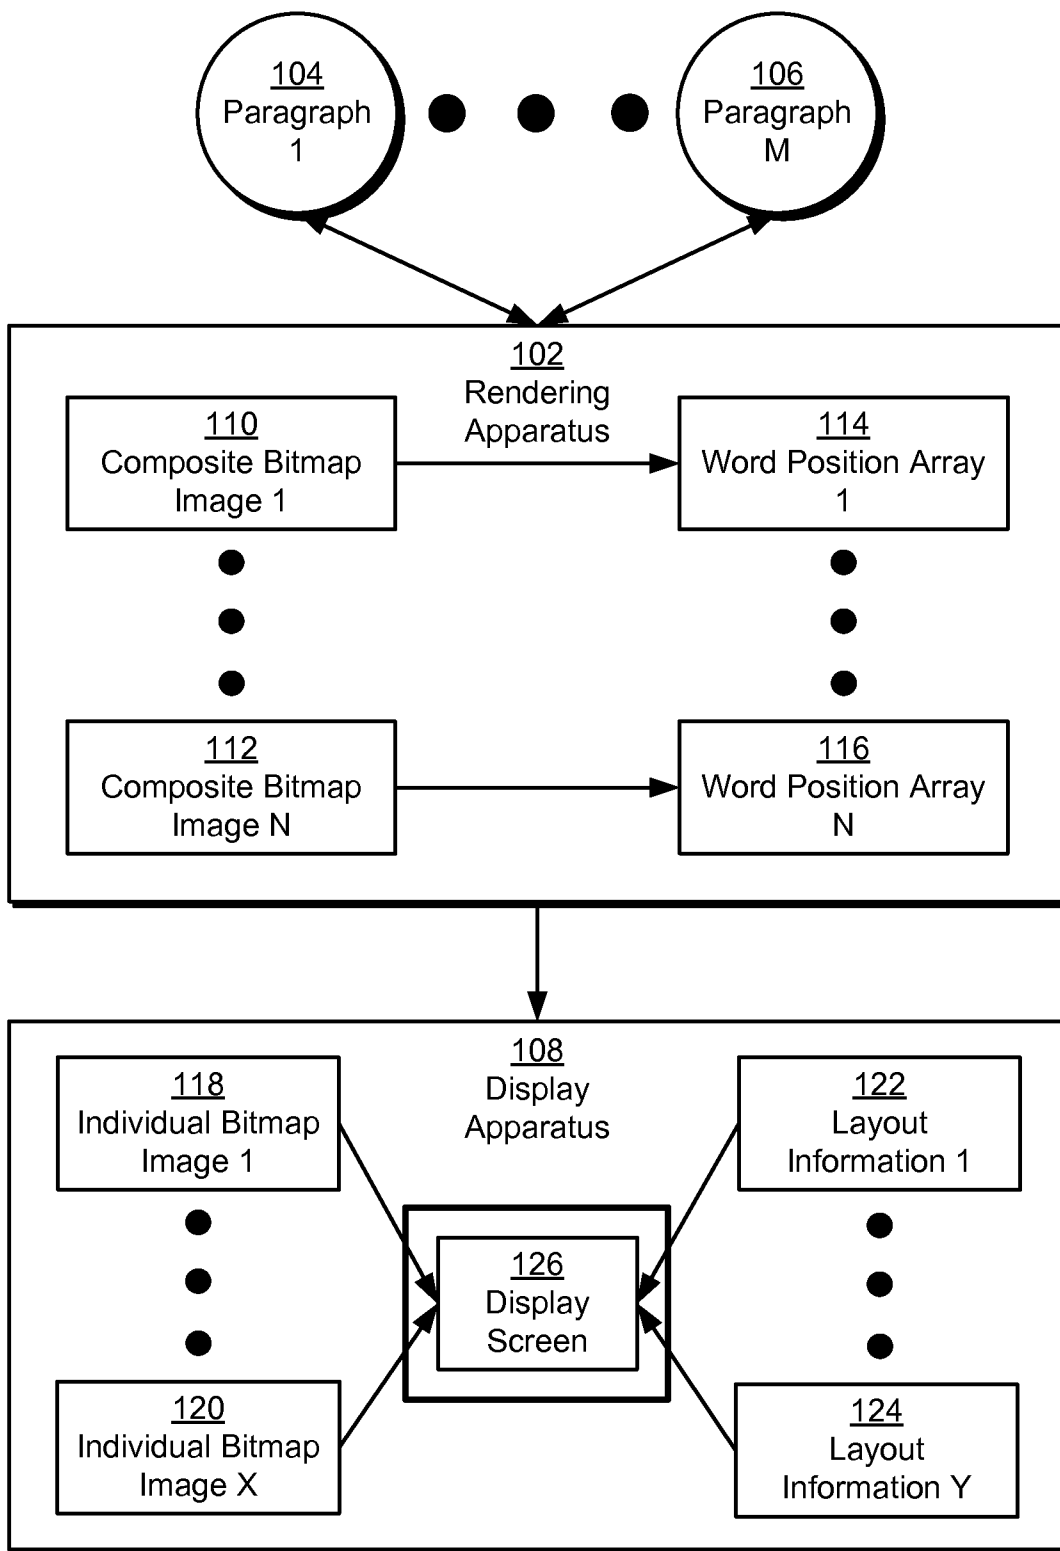 104
Paragraph
1
106
Paragraph
M
102
Rendering
Apparatus
110
Composite Bitmap
Image 1
114
Word Position Array
1
112
Composite Bitmap
Image N
116
Word Position Array
N
108
Display
Apparatus
118
Individual Bitmap
Image 1
122
Layout
Information 1
126
Display
Screen
120
Individual Bitmap
Image X
124
Layout
Information Y